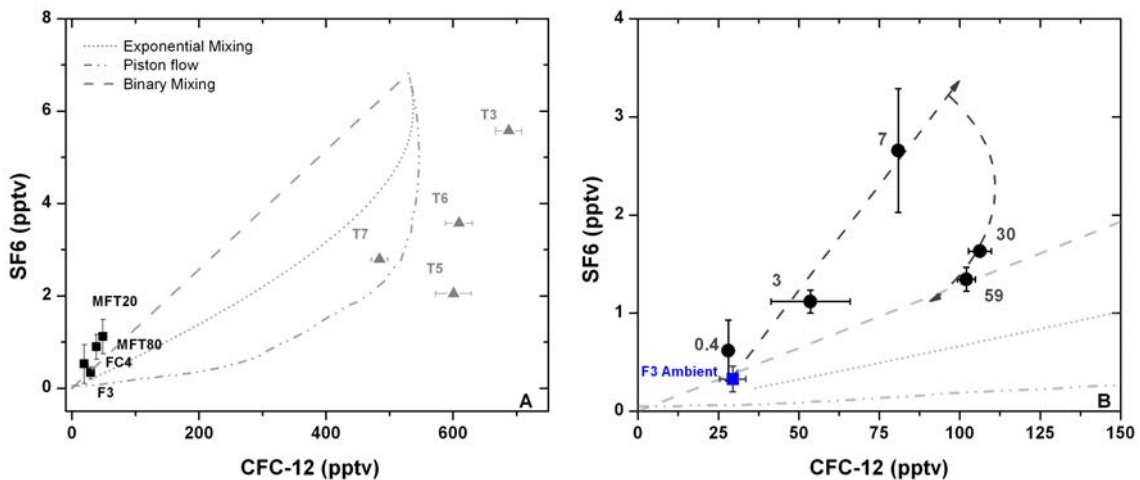 8
6
4
2
0
SF6 (pptv)
Exponential Mixing
Piston flow
Binary Mixing
T3
T6
T7
T5
MFT20
MFT80
FC4
F3
A
0
200
400
600
CFC-12 (pptv)
4
3
2
1
0
SF6 (pptv)
7
30
3
59
0.4
F3 Ambient
B
0
25
50
75
100
125
150
CFC-12 (pptv)